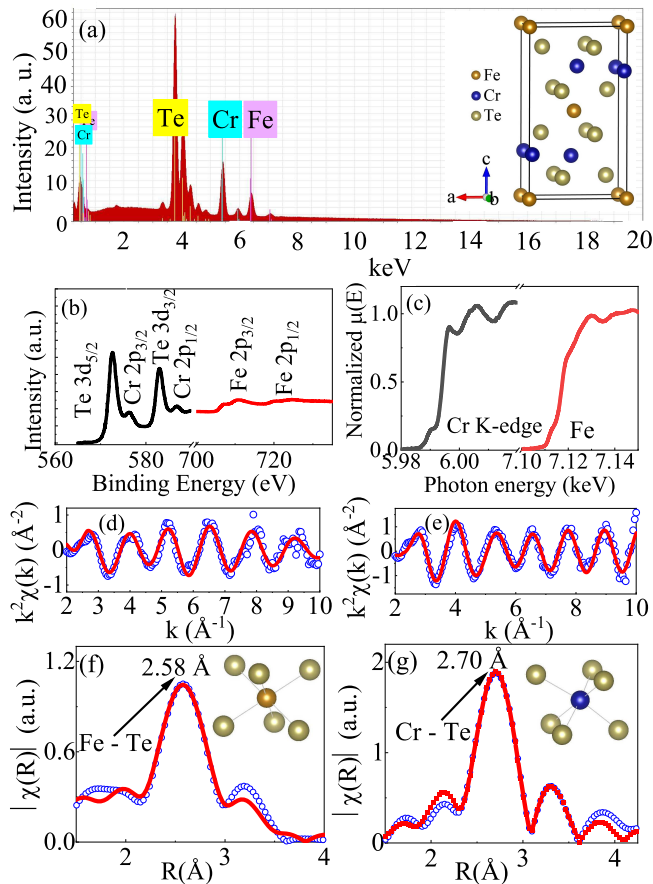 (a)
Intensity (a. u.)
60
50
40
30
20
10
0
Te
Fe
Cr
Te
Cr
Fe
Fe
Cr
Te
c
a
b
2 4 6 8 10 12 14 16 18 20
keV
(b)
Intensity (a.u.)
Te 3d5/2
Cr 2p3/2
Te 3d3/2
Cr 2p1/2
Fe 2p3/2
Fe 2p1/2
560 580 700 720
Binding Energy (eV)
(c)
Normalized μ(E)
1.0
0.5
0.0
Cr K-edge
Fe
5.98 6.00 7.10 7.12 7.14
Photon energy (keV)
(d)
k²χ(k) (Å⁻²)
1
0
-1
2 3 4 5 6 7 8 9 10
k (Å⁻¹)
(e)
k²χ(k) (Å⁻²)
1
0
-1
2 4 6 8 10
k (Å⁻¹)
(f)
2.58 Å
Fe - Te
|χ(R)| (a.u.)
1.2
0.6
0.0
2 3 4
R(Å)
(g)
2.70 Å
Cr - Te
|χ(R)| (a.u.)
2
1
0
2 3 4
R (Å)